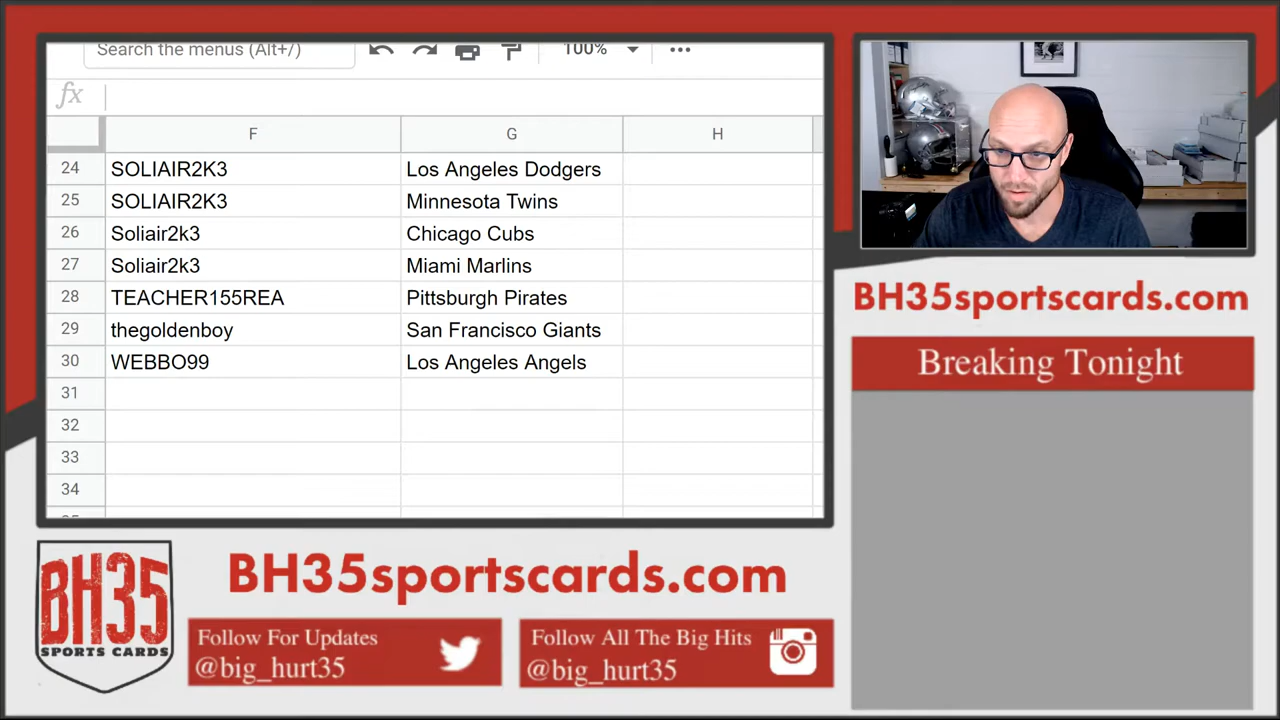 Search the menus (Alt+/)
100%
fx
F G H
24 SOLIAIR2K3 Los Angeles Dodgers
25 SOLIAIR2K3 Minnesota Twins
26 Soliair2k3 Chicago Cubs
27 Soliair2k3 Miami Marlins
28 TEACHER155REA Pittsburgh Pirates
29 thegoldenboy San Francisco Giants
30 WEBBO99 Los Angeles Angels
31
32
33
34
BH35sportscards.com
Breaking Tonight
BH35
SPORTS CARDS
BH35sportscards.com
Follow For Updates
@big_hurt35
Follow All The Big Hits
@big_hurt35